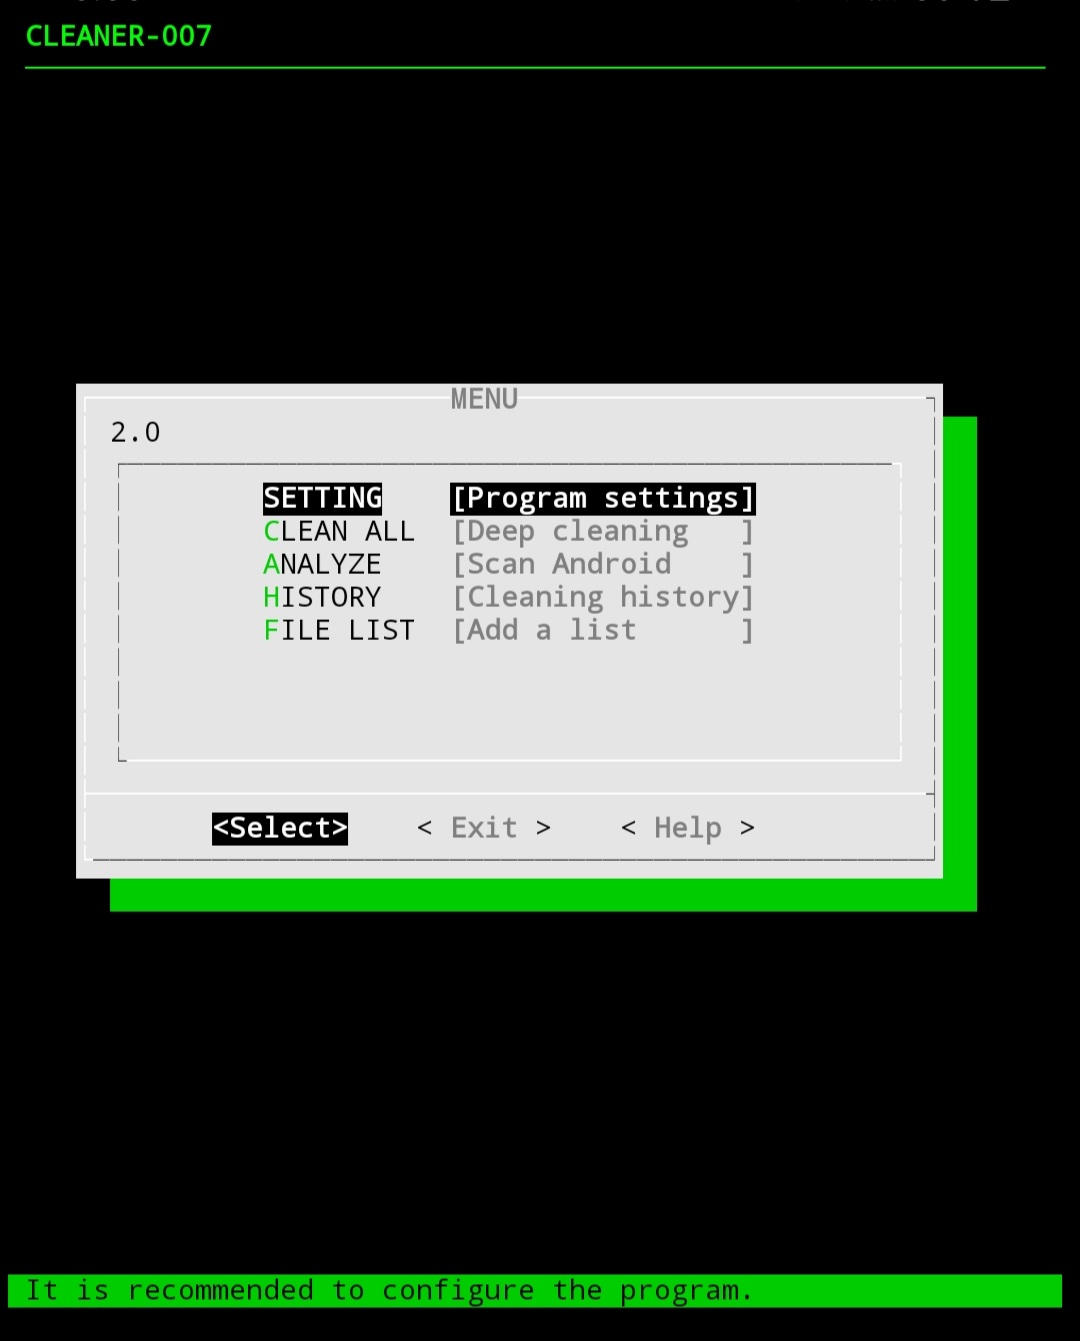 CLEANER-007
MENU
2.0
SETTING [Program settings]
CLEAN ALL [Deep cleaning ]
ANALYZE [Scan Android ]
HISTORY [Cleaning history]
FILE LIST [Add a list ]
<Select> < Exit > < Help >
It is recommended to configure the program.